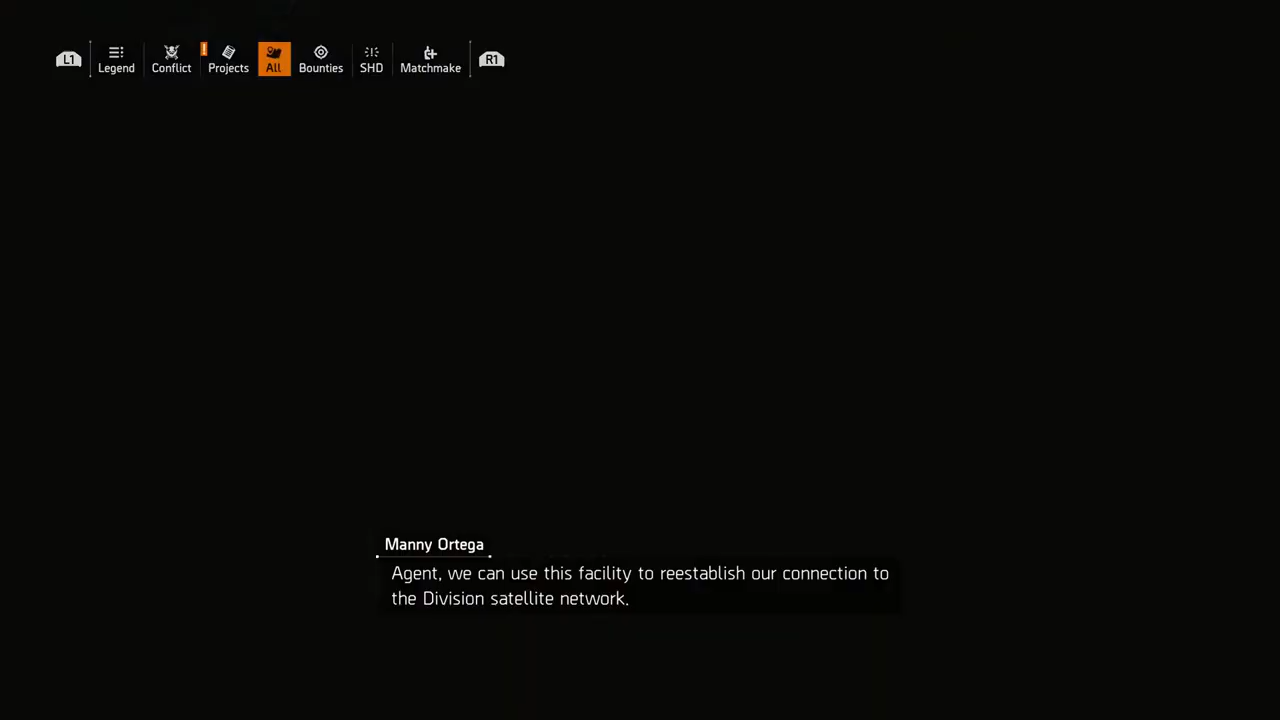 L1 Legend Conflict ! Projects All Bounties SHD Matchmake R1
Manny Ortega
Agent, we can use this facility to reestablish our connection to
the Division satellite network.